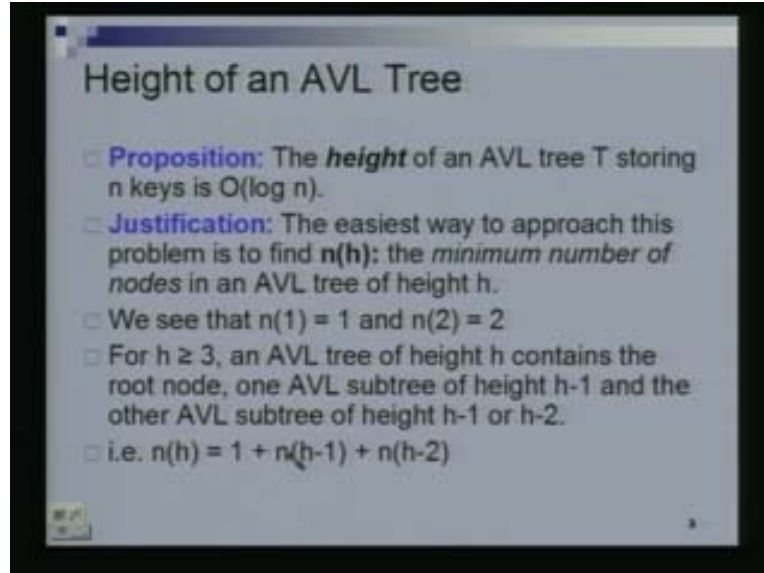 Height of an AVL Tree
Proposition: The height of an AVL tree T storing
n keys is O(log n).
Justification: The easiest way to approach this
problem is to find n(h): the minimum number of
nodes in an AVL tree of height h.
We see that n(1) = 1 and n(2) = 2
For h ≥ 3, an AVL tree of height h contains the
root node, one AVL subtree of height h-1 and the
other AVL subtree of height h-1 or h-2.
i.e. n(h) = 1 + n(h-1) + n(h-2)